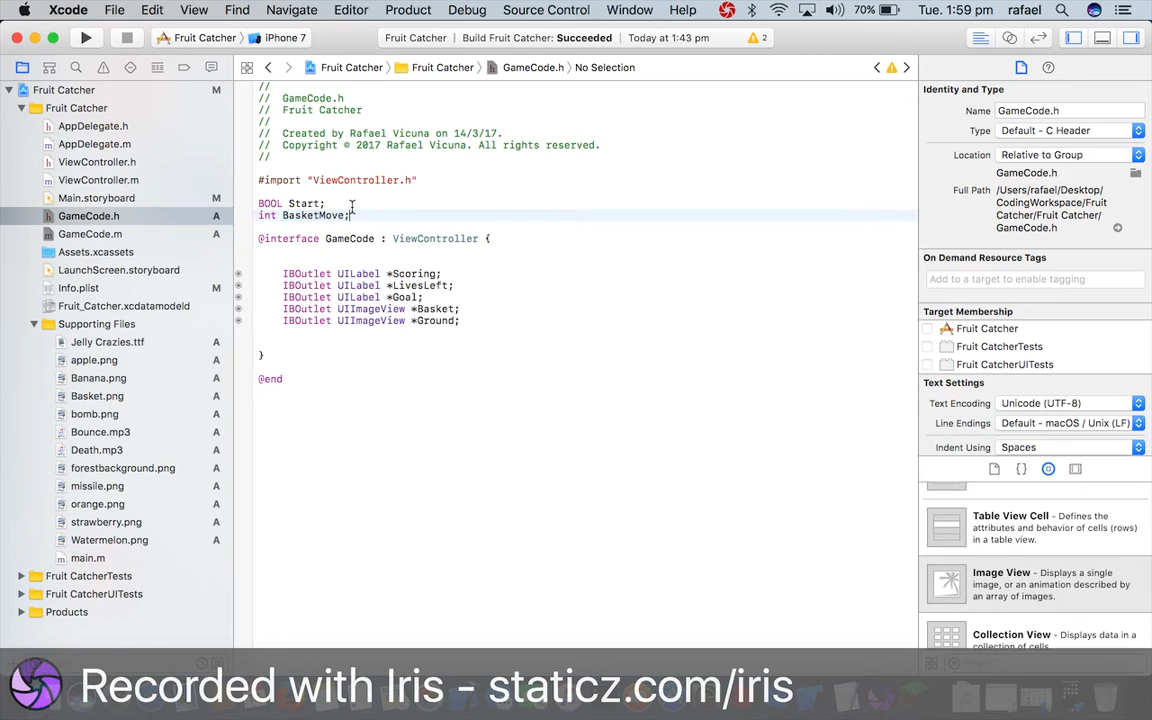 Xcode File Edit View Find Navigate Editor Product Debug Source Control Window Help 70% Tue. 1:59 pm rafael
Fruit Catcher iPhone 7 Fruit Catcher Build Fruit Catcher: Succeeded Today at 1:43 pm 2
Fruit Catcher Fruit Catcher GameCode.h No Selection
Fruit Catcher M
Fruit Catcher
AppDelegate.h
AppDelegate.m
ViewController.h
ViewController.m
Main.storyboard M
GameCode.h A
GameCode.m A
Assets.xcassets
LaunchScreen.storyboard
Info.plist M
Fruit_Catcher.xcdatamodeld
Supporting Files
Jelly Crazies.ttf A
apple.png A
Banana.png A
Basket.png A
bomb.png A
Bounce.mp3 A
Death.mp3 A
forestbackground.png A
missile.png A
orange.png A
strawberry.png A
Watermelon.png A
main.m
Fruit CatcherTests
Fruit CatcherUITests
Products
//
// GameCode.h
// Fruit Catcher
//
// Created by Rafael Vicuna on 14/3/17.
// Copyright © 2017 Rafael Vicuna. All rights reserved.
//
#import "ViewController.h"
BOOL Start;
int BasketMove;
@interface GameCode : ViewController {
IBOutlet UILabel *Scoring;
IBOutlet UILabel *LivesLeft;
IBOutlet UILabel *Goal;
IBOutlet UIImageView *Basket;
IBOutlet UIImageView *Ground;
}
@end
Identity and Type
Name GameCode.h
Type Default - C Header
Location Relative to Group
GameCode.h
Full Path /Users/rafael/Desktop/
CodingWorkspace/Fruit
Catcher/Fruit Catcher/
GameCode.h
On Demand Resource Tags
Add a target to enable tagging
Target Membership
Fruit Catcher
Fruit CatcherTests
Fruit CatcherUITests
Text Settings
Text Encoding Unicode (UTF-8)
Line Endings Default - macOS / Unix (LF)
Indent Using Spaces
Table View Cell - Defines the
attributes and behavior of cells (rows)
in a table view.
Image View - Displays a single
image, or an animation described by
an array of images.
Collection View - Displays data in a
collection of cells.
Recorded with Iris - staticz.com/iris